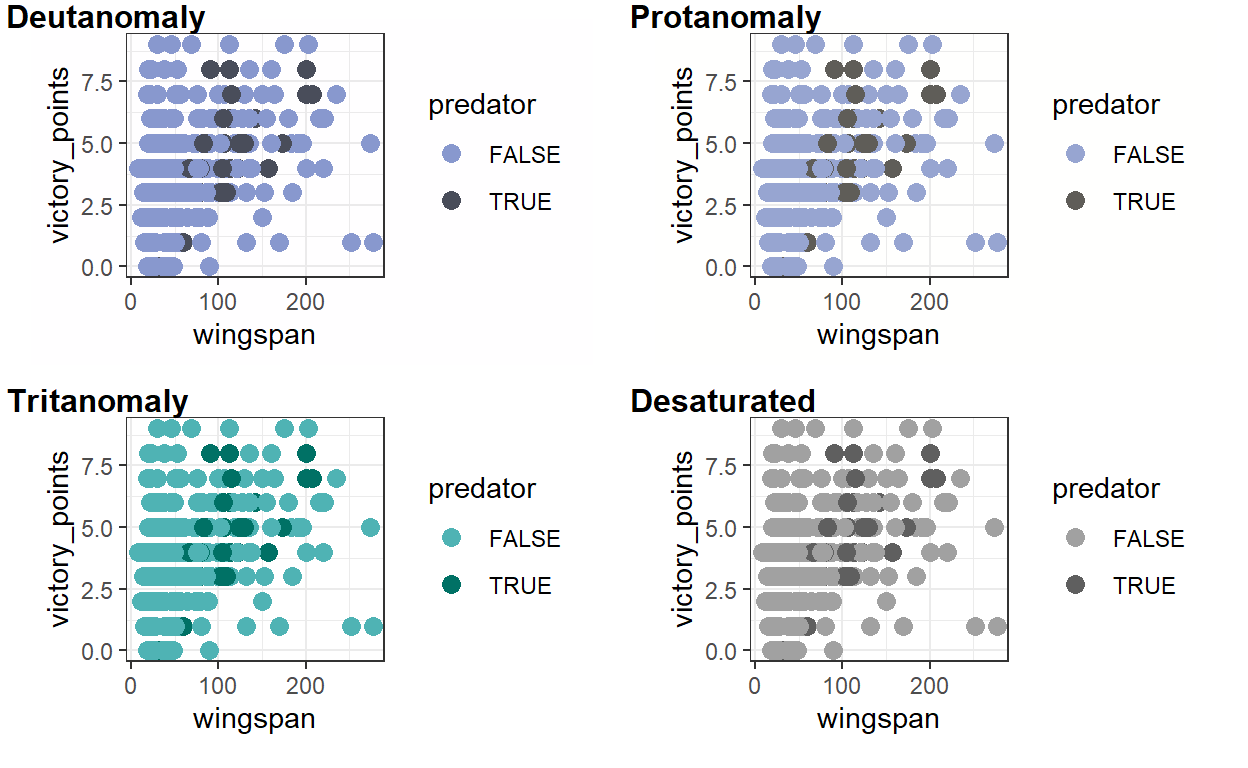 Deutanomaly
victory_points
7.5
5.0
2.5
0.0
0 100 200
wingspan
predator
FALSE
TRUE
Protanomaly
victory_points
7.5
5.0
2.5
0.0
0 100 200
wingspan
predator
FALSE
TRUE
Tritanomaly
victory_points
7.5
5.0
2.5
0.0
0 100 200
wingspan
predator
FALSE
TRUE
Desaturated
victory_points
7.5
5.0
2.5
0.0
0 100 200
wingspan
predator
FALSE
TRUE